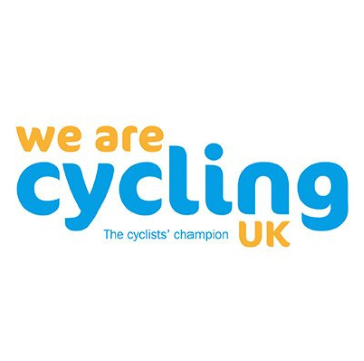 we are
cycling
The cyclists' champion UK